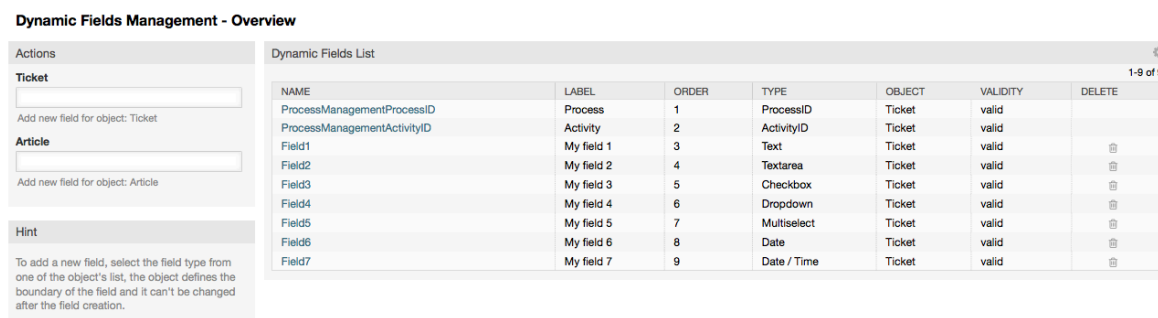 Dynamic Fields Management - Overview
Actions
Ticket
Add new field for object: Ticket
Article
Add new field for object: Article
Hint
To add a new field, select the field type from
one of the object's list, the object defines the
boundary of the field and it can't be changed
after the field creation.
Dynamic Fields List
1-9 of
NAME LABEL ORDER TYPE OBJECT VALIDITY DELETE
ProcessManagementProcessID Process 1 ProcessID Ticket valid
ProcessManagementActivityID Activity 2 ActivityID Ticket valid
Field1 My field 1 3 Text Ticket valid
Field2 My field 2 4 Textarea Ticket valid
Field3 My field 3 5 Checkbox Ticket valid
Field4 My field 4 6 Dropdown Ticket valid
Field5 My field 5 7 Multiselect Ticket valid
Field6 My field 6 8 Date Ticket valid
Field7 My field 7 9 Date / Time Ticket valid